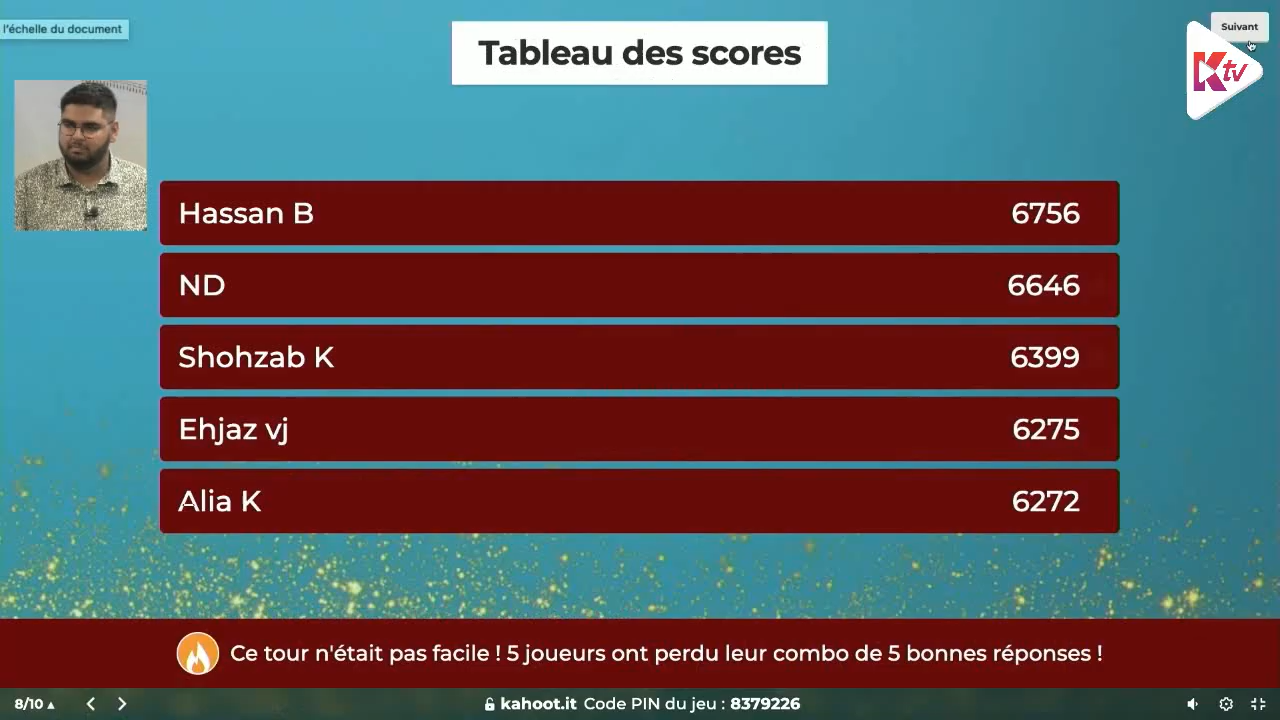 l'échelle du document
Tableau des scores
Suivant
Ktv
Hassan B 6756
ND 6646
Shohzab K 6399
Ehjaz vj 6275
Alia K 6272
Ce tour n'était pas facile ! 5 joueurs ont perdu leur combo de 5 bonnes réponses !
8/10 kahoot.it Code PIN du jeu : 8379226